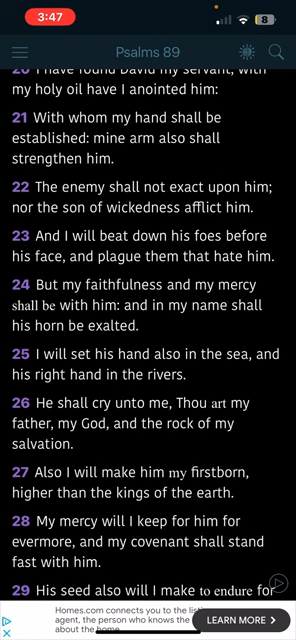 3:47
8
Psalms 89
20 I have found David my servant; with
my holy oil have I anointed him:
21 With whom my hand shall be
established: mine arm also shall
strengthen him.
22 The enemy shall not exact upon him;
nor the son of wickedness afflict him.
23 And I will beat down his foes before
his face, and plague them that hate him.
24 But my faithfulness and my mercy
shall be with him: and in my name shall
his horn be exalted.
25 I will set his hand also in the sea, and
his right hand in the rivers.
26 He shall cry unto me, Thou art my
father, my God, and the rock of my
salvation.
27 Also I will make him my firstborn,
higher than the kings of the earth.
28 My mercy will I keep for him for
evermore, and my covenant shall stand
fast with him.
29 His seed also will I make to endure for
Homes.com connects you to the
agent, the person who knows the
about the home.
LEARN MORE >